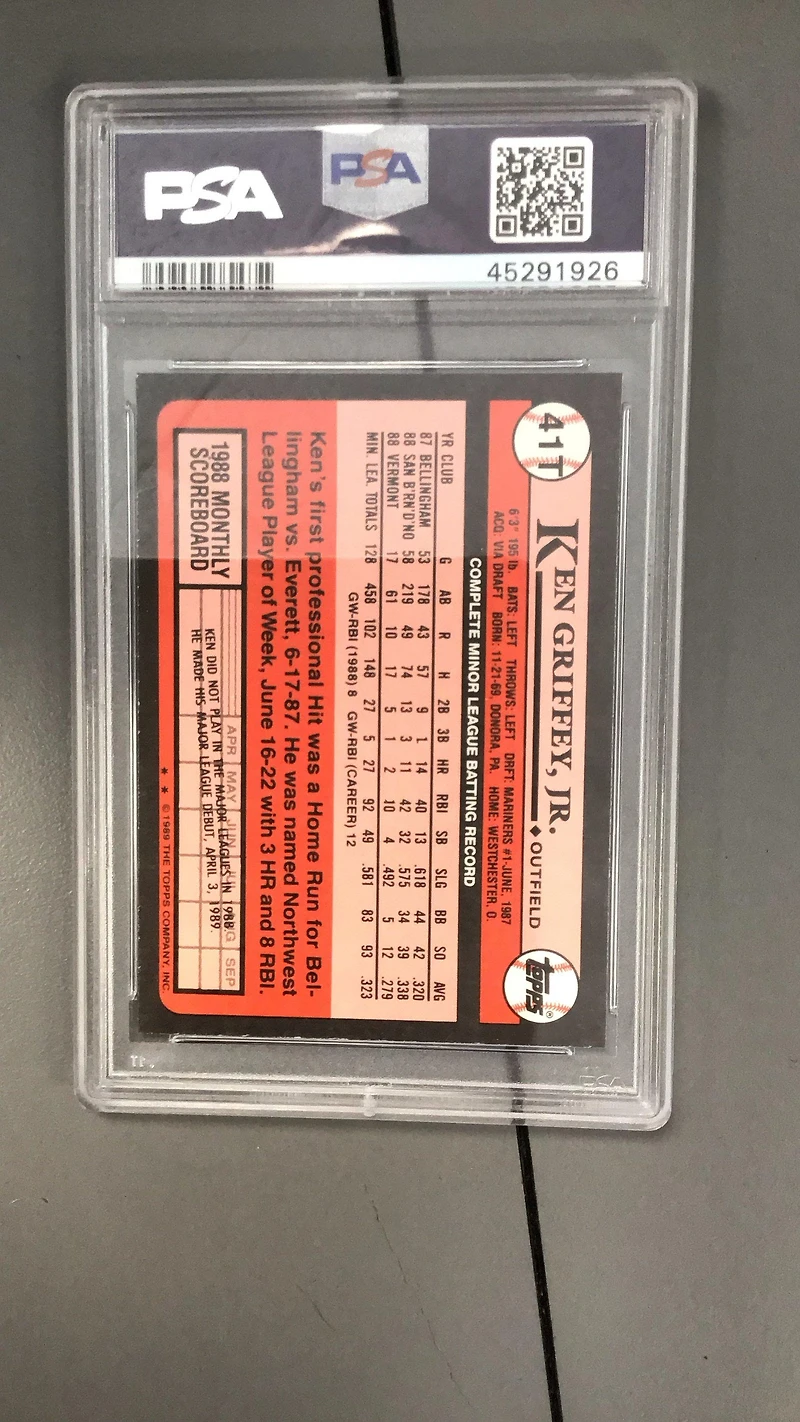 PSA
PSA
45291926
41T
KEN GRIFFEY, JR. ◆ OUTFIELD
topps®
6'3" 195 lb. BATS: LEFT THROWS: LEFT DRFT: MARINERS #1-JUNE, 1987
ACQ: VIA DRAFT BORN: 11-21-69, DONORA, PA. HOME: WESTCHESTER, O.
COMPLETE MINOR LEAGUE BATTING RECORD
YR CLUB G AB R H 2B 3B HR RBI SB SLG BB SO AVG
87 BELLINGHAM 53 178 43 57 9 1 14 40 13 .618 44 42 .320
88 SAN B'RN'D'NO 58 219 49 74 13 3 11 42 32 .575 34 39 .338
88 VERMONT 17 61 10 17 5 1 2 10 4 .492 5 12 .279
MIN. LEA. TOTALS 128 458 102 148 27 5 27 92 49 .581 83 93 .323
GW-RBI (1988) 8 GW-RBI (CAREER) 12
Ken's first professional Hit was a Home Run for Bel-
lingham vs. Everett, 6-17-87. He was named Northwest
League Player of Week, June 16-22 with 3 HR and 8 RBI.
1988 MONTHLY
SCOREBOARD
APR MAY JUN JUL AUG SEP
KEN DID NOT PLAY IN THE MAJOR LEAGUES IN 1988.
HE MADE HIS MAJOR LEAGUE DEBUT, APRIL 3, 1989.
* * © 1989 THE TOPPS COMPANY, INC.
PSA